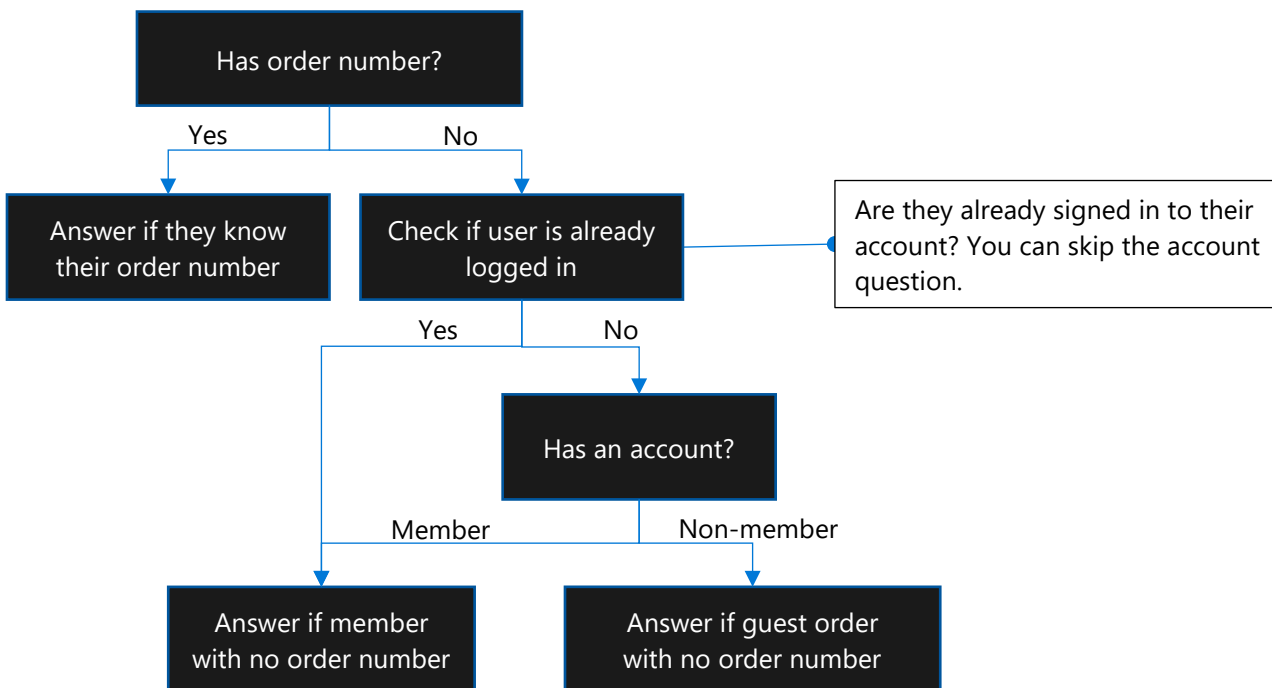 Has order number?
Yes
No
Answer if they know
their order number
Check if user is already
logged in
Are they already signed in to their
account? You can skip the account
question.
Yes
No
Has an account?
Member
Non-member
Answer if member
with no order number
Answer if guest order
with no order number